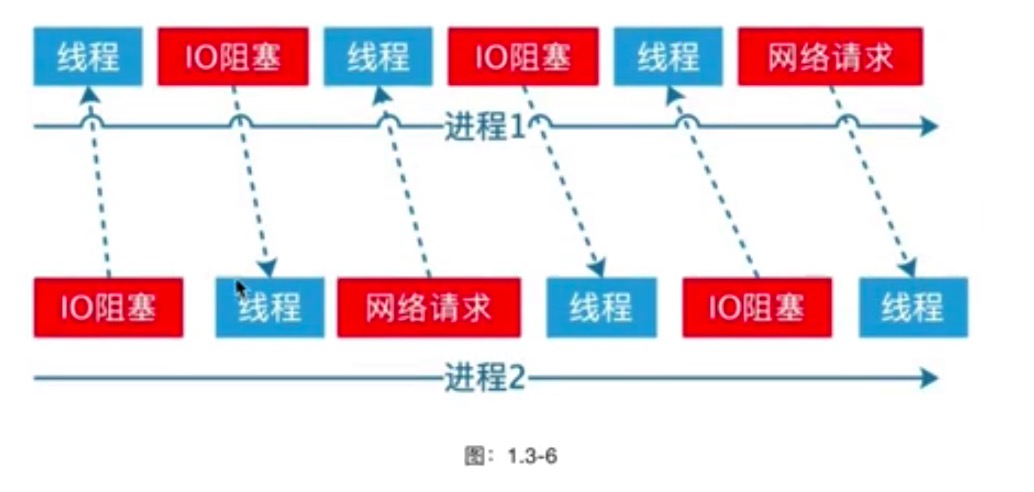 线程 IO阻塞 线程 IO阻塞 线程 网络请求
进程1
IO阻塞 线程 网络请求 线程 IO阻塞 线程
进程2
图：1.3-6